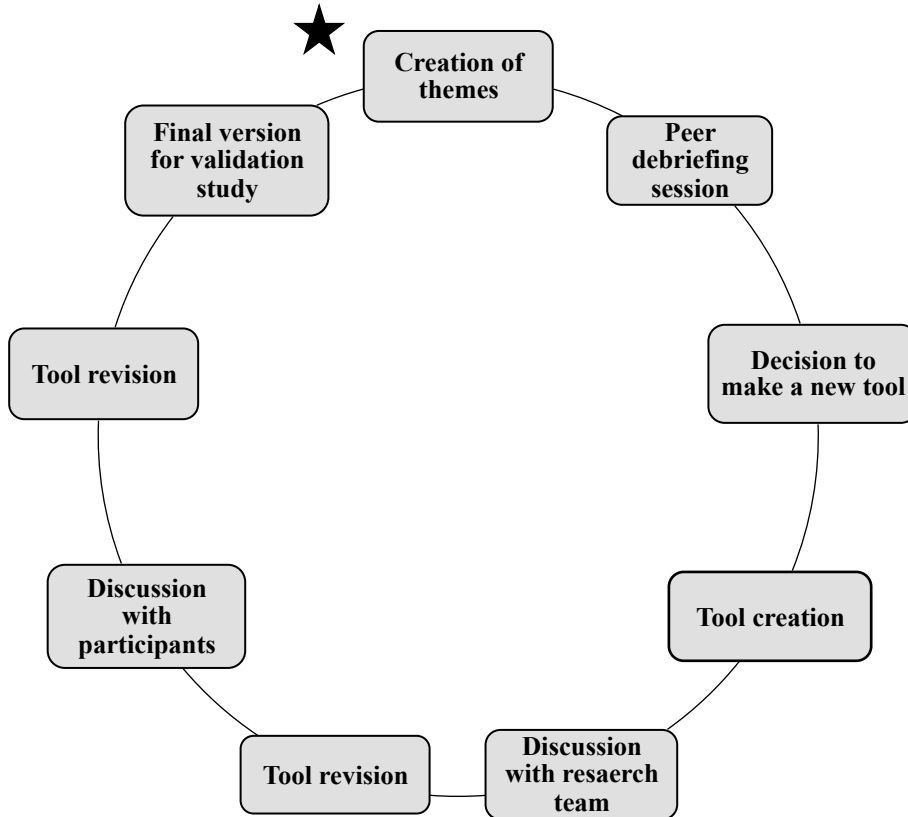 Creation of
themes
Peer
debriefing
session
Decision to
make a new tool
Tool creation
Discussion
with resaerch
team
Tool revision
Discussion
with
participants
Tool revision
Final version
for validation
study